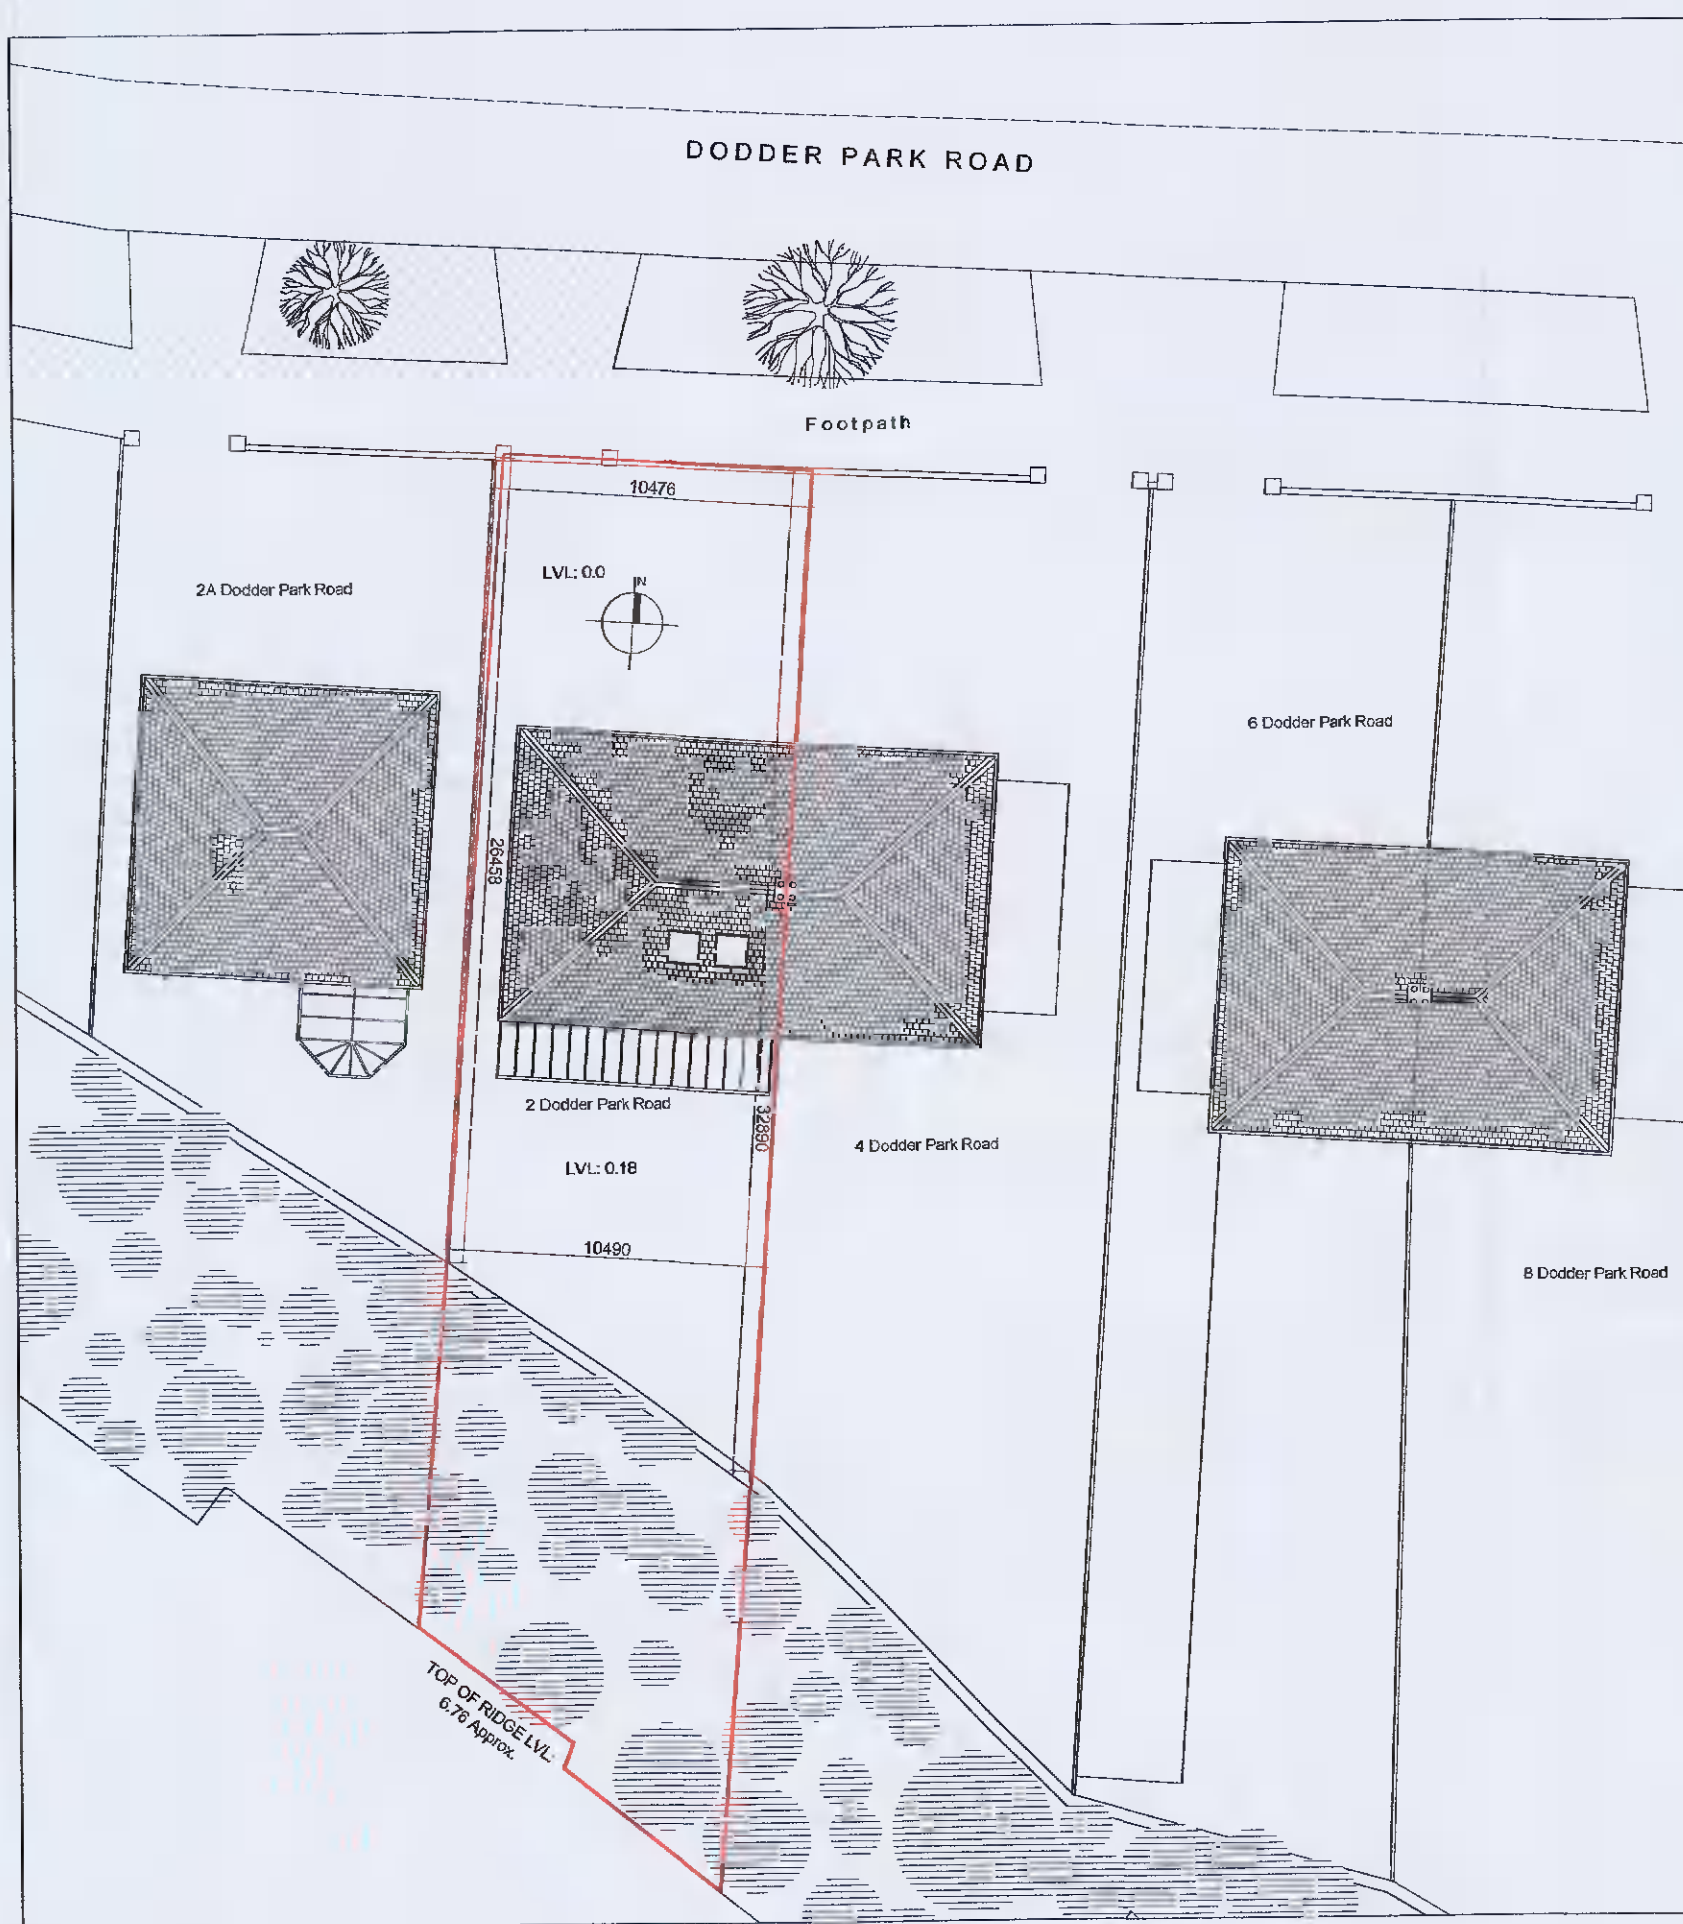 DODDER PARK ROAD
Footpath
10476
LVL: 0.0
N
2A Dodder Park Road
6 Dodder Park Road
26458
2 Dodder Park Road
32890
4 Dodder Park Road
LVL: 0.18
10490
8 Dodder Park Road
TOP OF RIDGE LVL:
6.76 Approx.